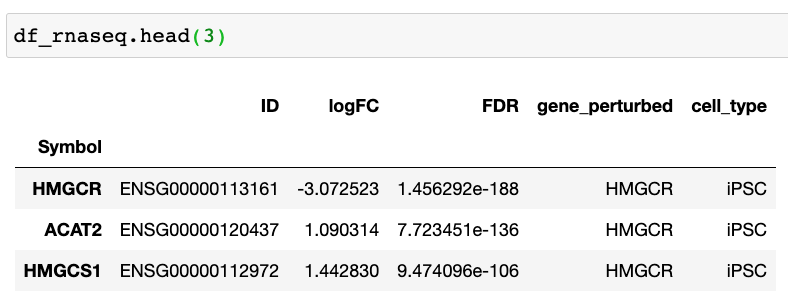 df_rnaseq.head(3)
ID logFC FDR gene_perturbed cell_type
Symbol
HMGCR ENSG00000113161 -3.072523 1.456292e-188 HMGCR iPSC
ACAT2 ENSG00000120437 1.090314 7.723451e-136 HMGCR iPSC
HMGCS1 ENSG00000112972 1.442830 9.474096e-106 HMGCR iPSC